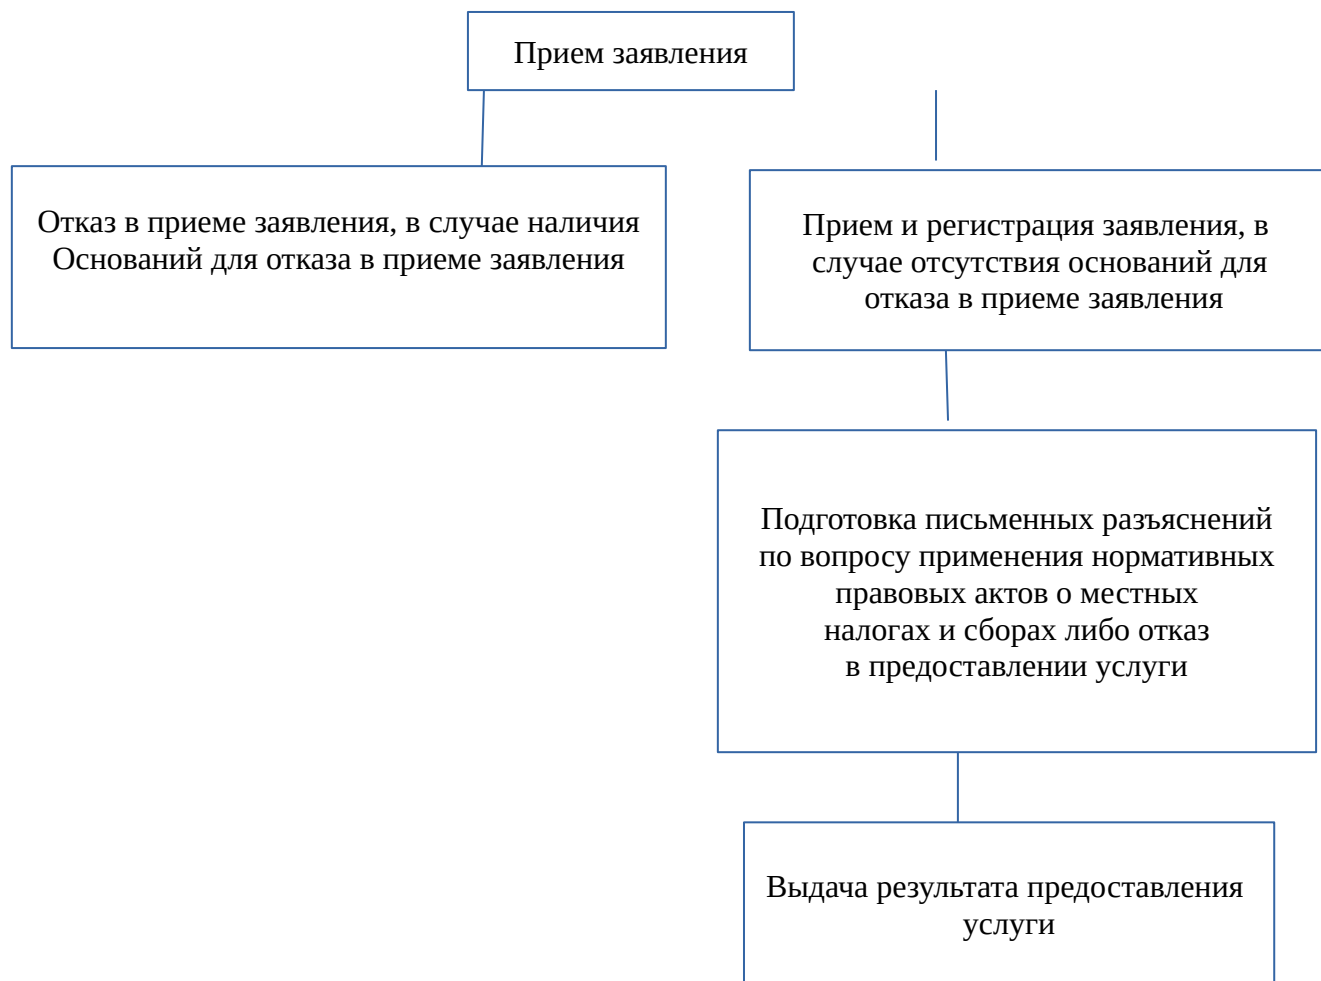 Прием заявления
Отказ в приеме заявления, в случае наличия
Оснований для отказа в приеме заявления
Прием и регистрация заявления, в
случае отсутствия оснований для
отказа в приеме заявления
Подготовка письменных разъяснений
по вопросу применения нормативных
правовых актов о местных
налогах и сборах либо отказ
в предоставлении услуги
Выдача результата предоставления
услуги